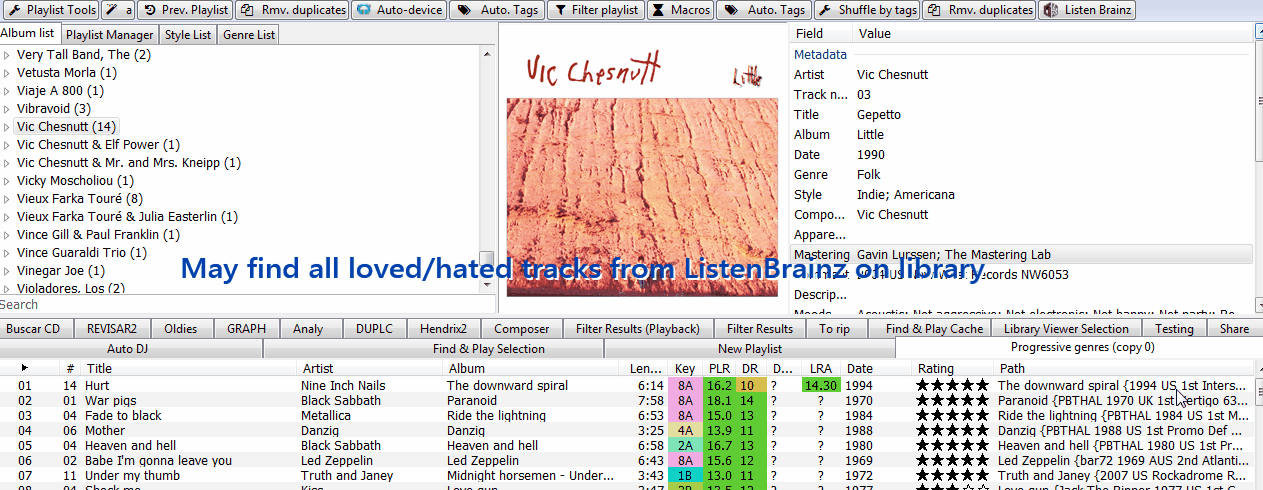 Playlist Tools a Prev. Playlist Rmv. duplicates Auto-device Auto. Tags Filter playlist Macros Auto. Tags Shuffle by tags Rmv. duplicates Listen Brainz
Album list Playlist Manager Style List Genre List
Very Tall Band, The (2)
Vetusta Morla (1)
Viaje A 800 (1)
Vibravoid (3)
Vic Chesnutt (14)
Vic Chesnutt & Elf Power (1)
Vic Chesnutt & Mr. and Mrs. Kneipp (1)
Vicky Moscholiou (1)
Vieux Farka Touré (8)
Vieux Farka Touré & Julia Easterlin (1)
Vince Gill & Paul Franklin (1)
Vince Guaraldi Trio (1)
Vinegar Joe (1)
Violadores, Los (2)
Search
Vic Chesnutt Little
Field Value
Metadata
Artist Vic Chesnutt
Track n... 03
Title Gepetto
Album Little
Date 1990
Genre Folk
Style Indie; Americana
Compo... Vic Chesnutt
Appare...
Mastering Gavin Lurssen; The Mastering Lab
May find all loved/hated tracks from ListenBrainz on library
Records NW6053
Descrip...
Buscar CD REVISAR2 Oldies GRAPH Analy DUPLC Hendrix2 Composer Filter Results (Playback) Filter Results To rip Find & Play Cache Library Viewer Selection Testing Share
Auto DJ Find & Play Selection New Playlist Progressive genres (copy 0)
# Title Artist Album Len... Key PLR DR D... LRA Date Rating Path
01 14 Hurt Nine Inch Nails The downward spiral 6:14 8A 16.2 10 ? 14.30 1994 ★★★★★ The downward spiral {1994 US 1st Inters...
02 01 War pigs Black Sabbath Paranoid 7:58 8A 18.1 14 ? ? 1970 ★★★★★ Paranoid {PBTHAL 1970 UK 1st Vertigo 63...
03 04 Fade to black Metallica Ride the lightning 6:53 8A 15.0 13 ? ? 1984 ★★★★★ Ride the lightning {PBTHAL 1984 US 1st M...
04 06 Mother Danzig Danzig 3:25 4A 13.9 11 ? ? 1988 ★★★★★ Danzig {PBTHAL 1988 US 1st Promo Def ...
05 04 Heaven and hell Black Sabbath Heaven and hell 6:58 2A 16.7 13 ? ? 1980 ★★★★★ Heaven and hell {PBTHAL 1980 US 1st Pr...
06 02 Babe I'm gonna leave you Led Zeppelin Led Zeppelin 6:43 8A 15.6 12 ? ? 1969 ★★★★★ Led Zeppelin {bar72 1969 AUS 2nd Atlanti...
07 11 Under my thumb Truth and Janey Midnight horsemen - Under... 3:43 1B 13.0 11 ? ? 1972 ★★★★★ Truth and Janey {2007 US Rockadrome R...